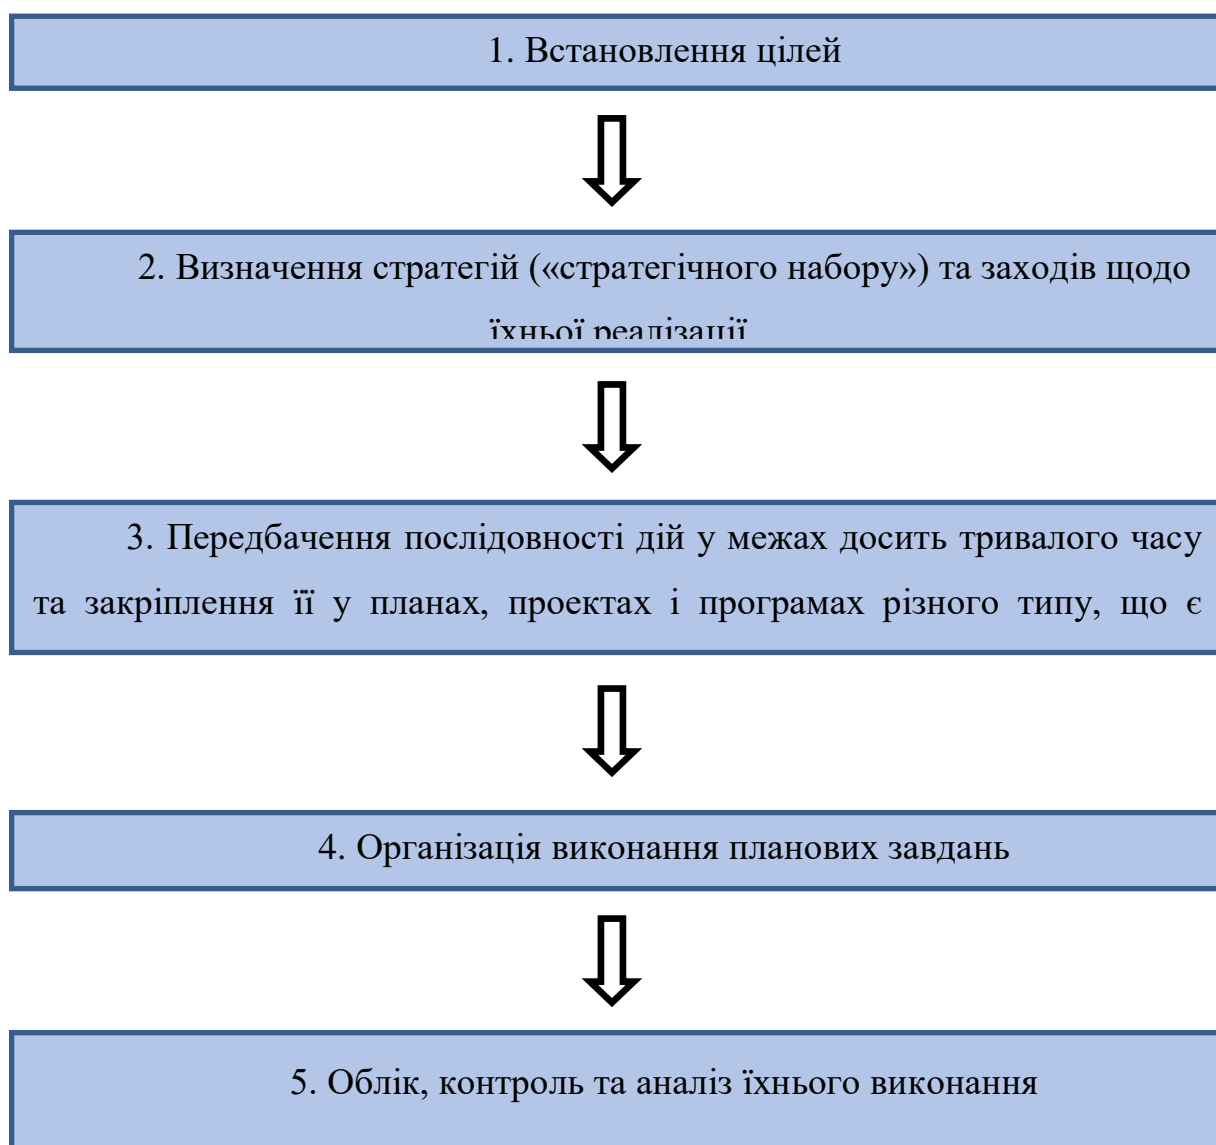 1. Встановлення цілей
2. Визначення стратегій («стратегічного набору») та заходів щодо
їхньої реалізації
3. Передбачення послідовності дій у межах досить тривалого часу
та закріплення її у планах, проектах і програмах різного типу, що є
4. Організація виконання планових завдань
5. Облік, контроль та аналіз їхнього виконання